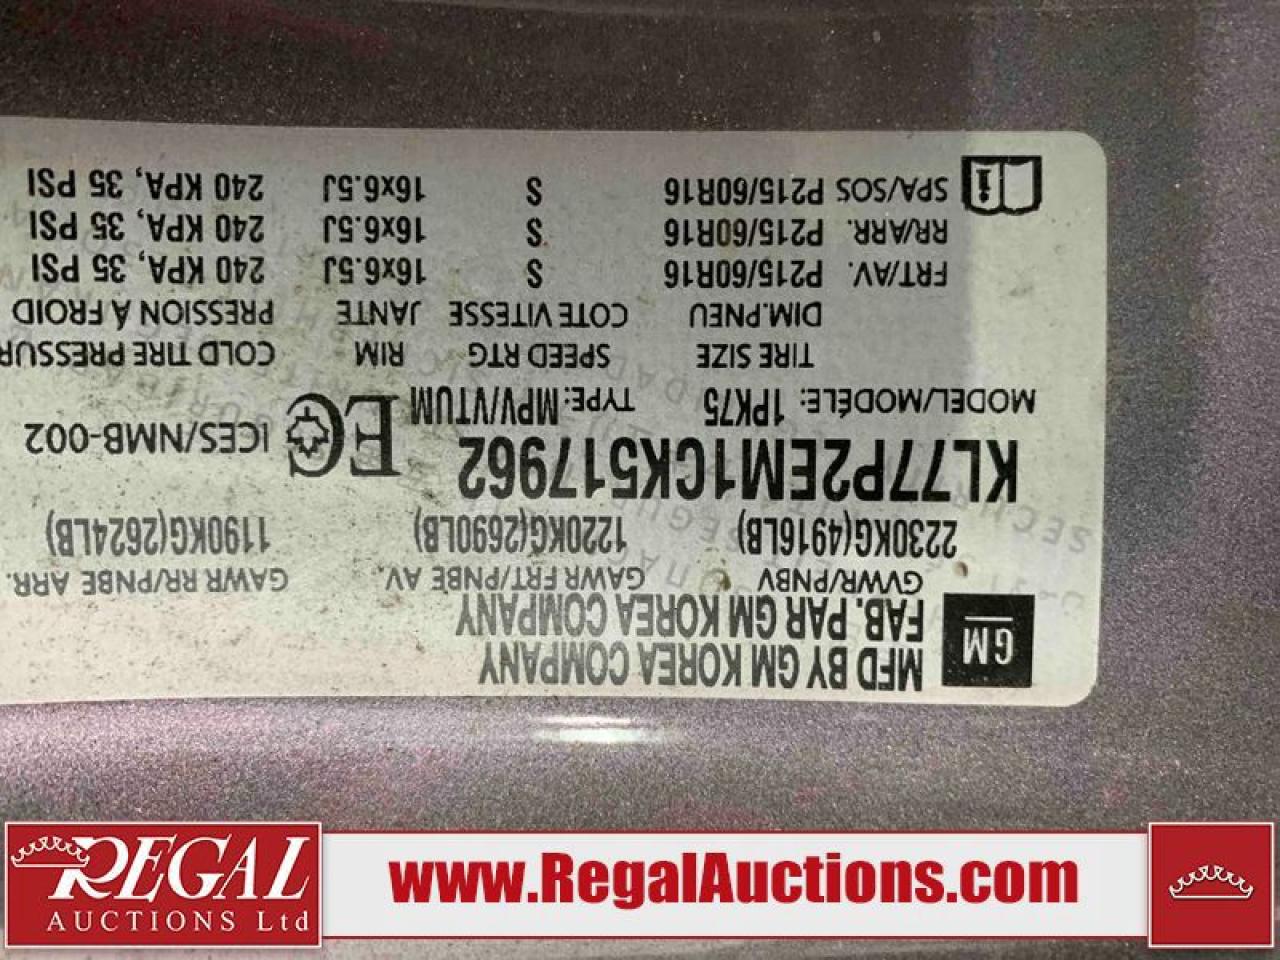 MFD BY GM KOREA COMPANY
FAB. PAR GM KOREA COMPANY
GM
GVWR/PNBV GAWR FRT/PNBE AV. GAWR RR/PNBE ARR.
2230KG(4916LB) 1220KG(2690LB) 1190KG(2624LB)
KL77P2EM1CK517962 EC ICES/NMB-002
MODEL/MODÈLE: 1PK75 TYPE: MPV/VTUM
TIRE SIZE SPEED RTG RIM COLD TIRE PRESSUR
DIM.PNEU COTE VITESSE JANTE PRESSION À FROID
FRT/AV. P215/60R16 S 16x6.5J 240 KPA, 35 PSI
RR/ARR. P215/60R16 S 16x6.5J 240 KPA, 35 PSI
SPA/SOS P215/60R16 S 16x6.5J 240 KPA, 35 PSI
REGAL
AUCTIONS Ltd
www.RegalAuctions.com